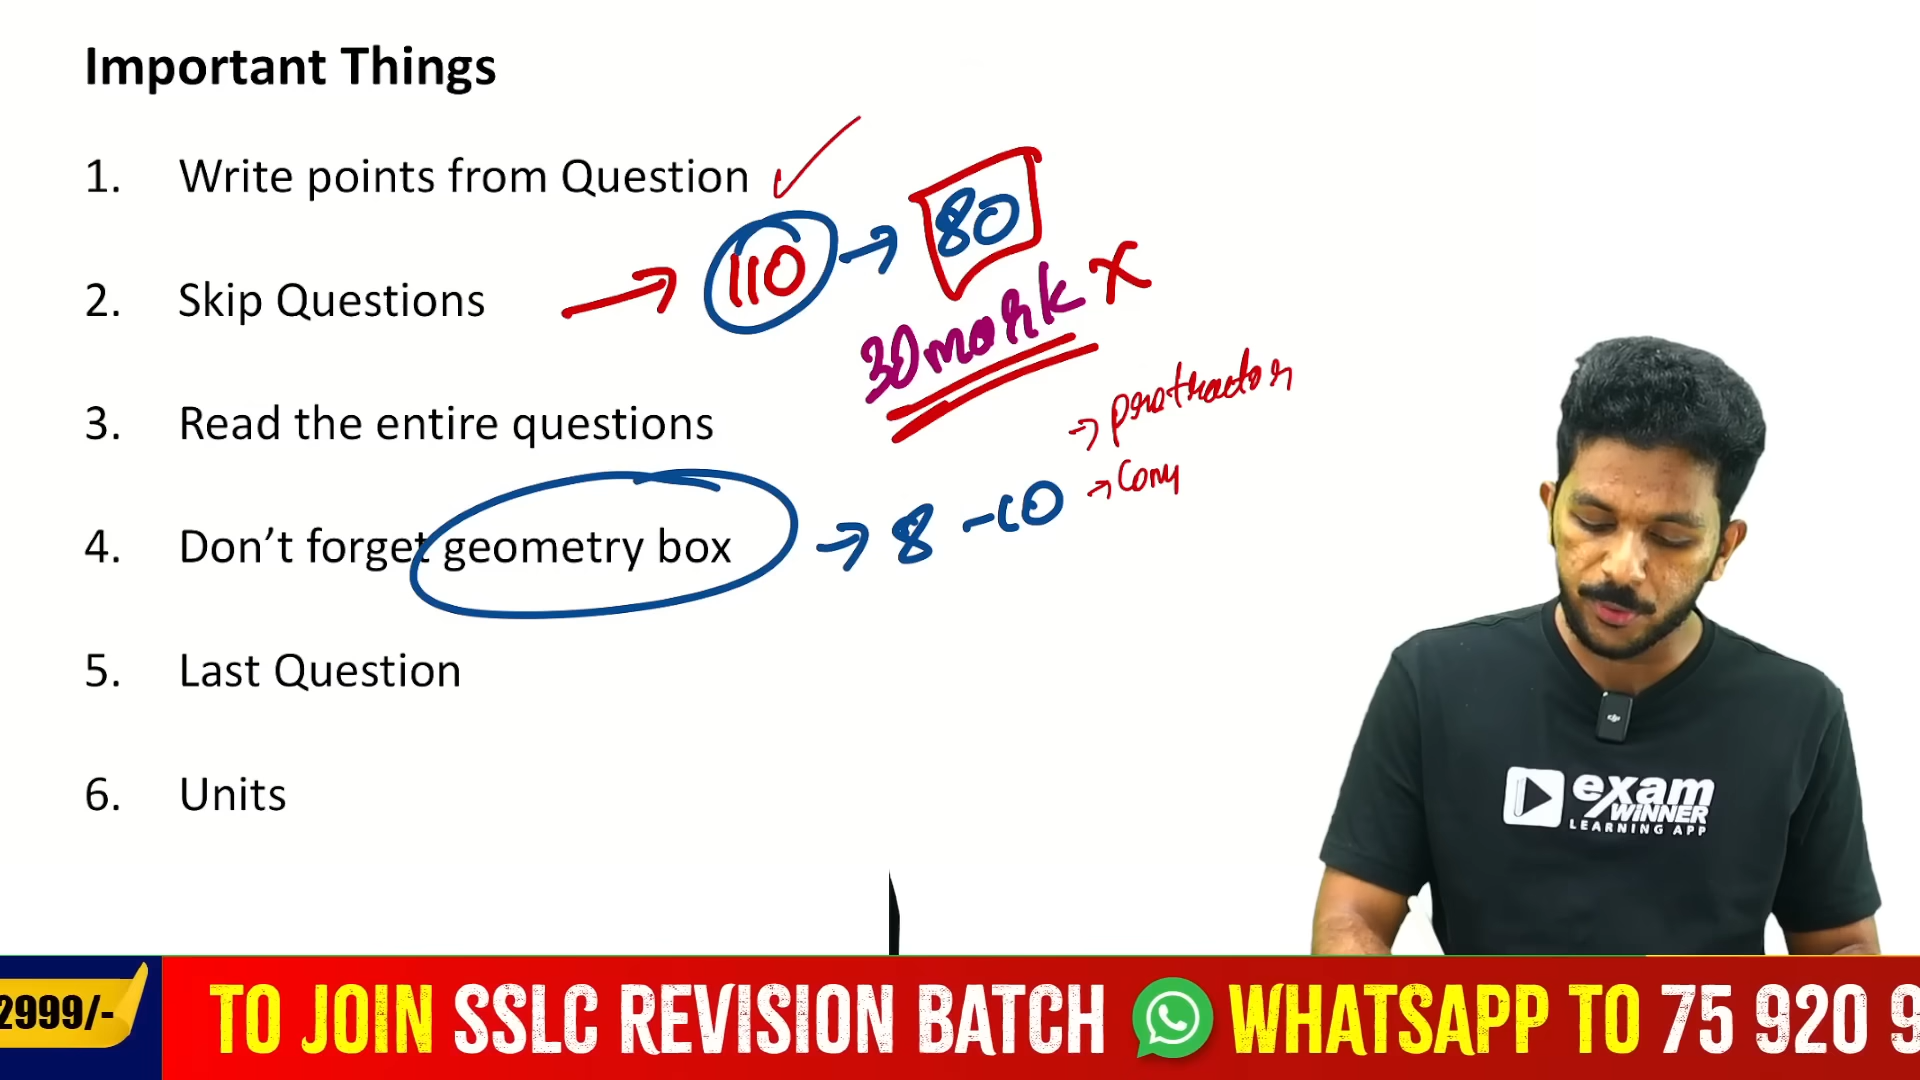 Important Things
1. Write points from Question
2. Skip Questions
110 → 80
30 mark x
3. Read the entire questions
→ protractor
→ Com
4. Don’t forget geometry box → 8 - 10
5. Last Question
6. Units
exam
WINNER
LEARNING APP
2999/-
TO JOIN SSLC REVISION BATCH WHATSAPP TO 75 920 9